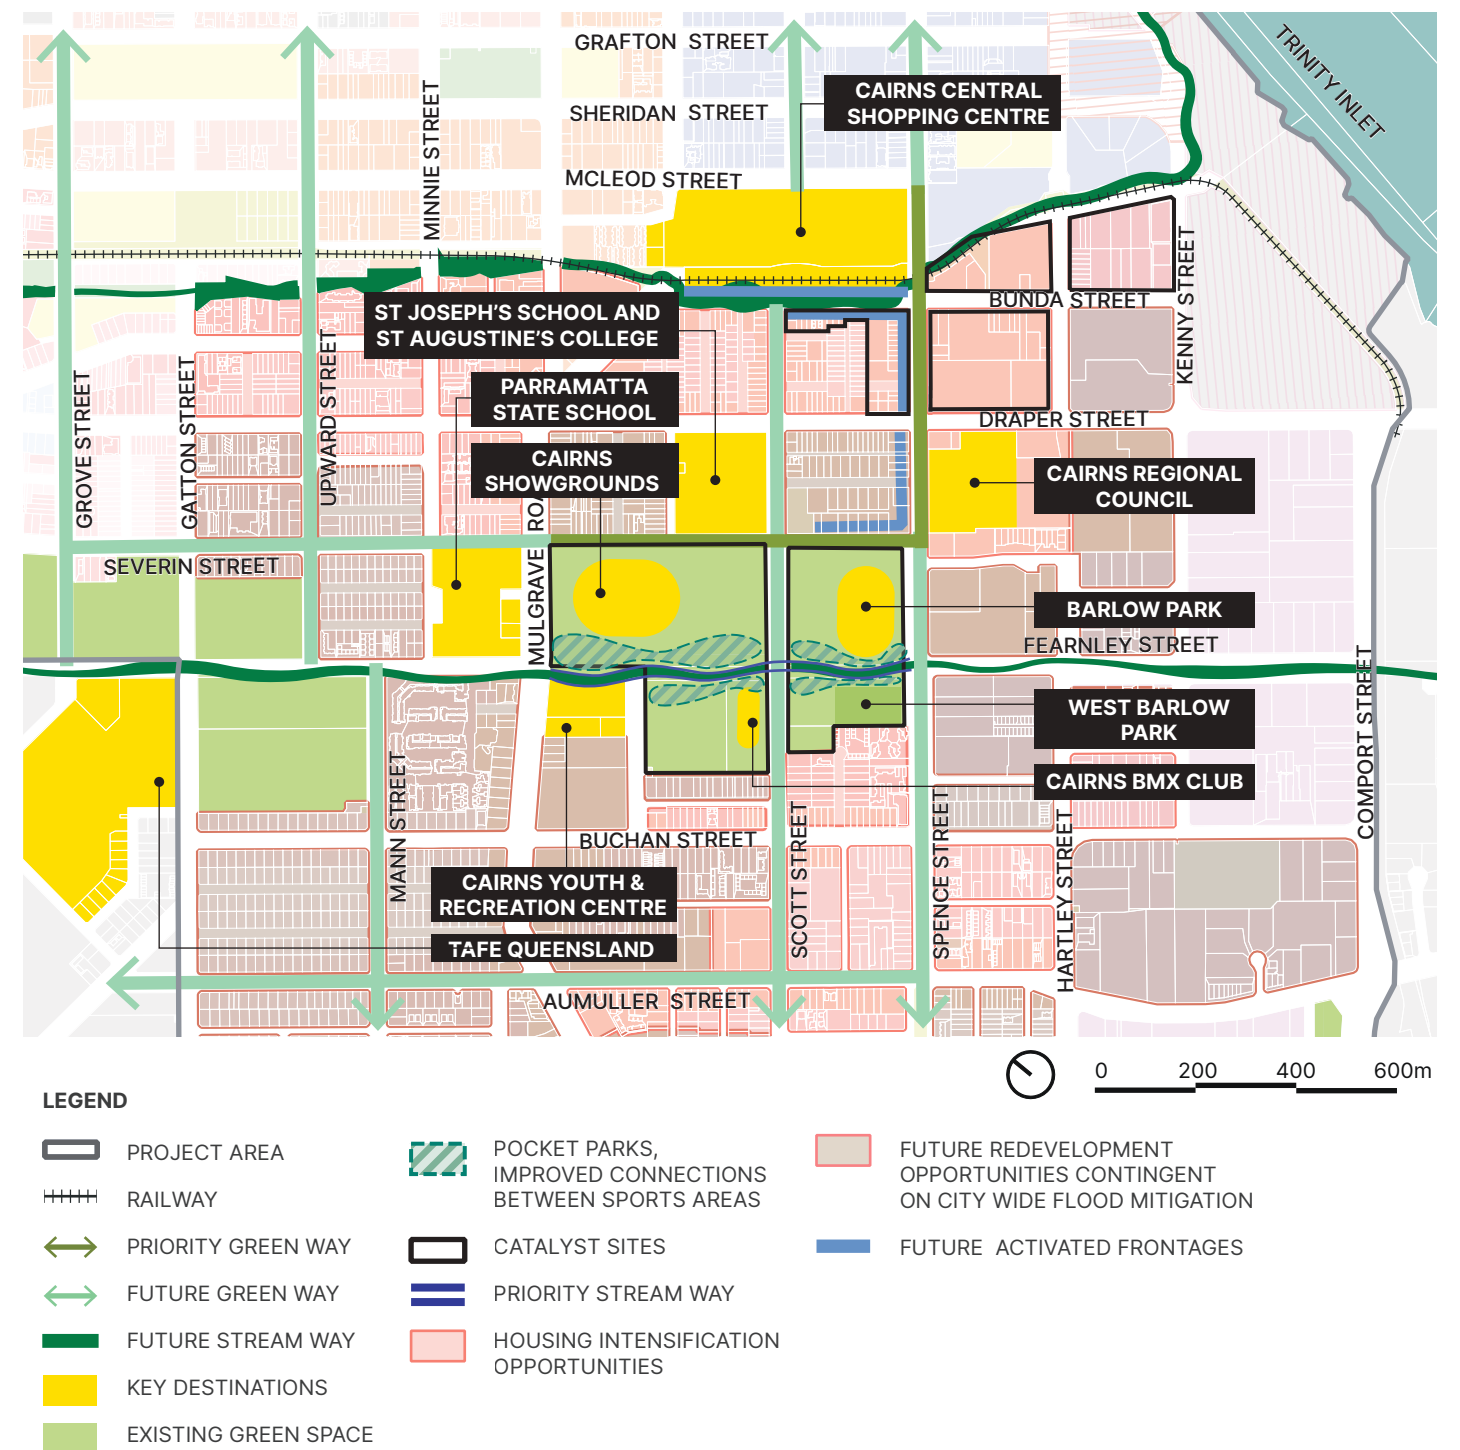 GRAFTON STREET
TRINITY INLET
CAIRNS CENTRAL
SHOPPING CENTRE
SHERIDAN STREET
MINNIE STREET
MCLEOD STREET
KENNY STREET
BUNDA STREET
ST JOSEPH'S SCHOOL AND
ST AUGUSTINE'S COLLEGE
GROVE STREET
GATTON STREET
UPWARD STREET
PARRAMATTA
STATE SCHOOL
DRAPER STREET
CAIRNS
SHOWGROUNDS
CAIRNS REGIONAL
COUNCIL
MULGRAVE ROA
SEVERIN STREET
BARLOW PARK
FEARNLEY STREET
COMPORT STREET
WEST BARLOW
PARK
CAIRNS BMX CLUB
MANN STREET
BUCHAN STREET
SCOTT STREET
SPENCE STREET
HARTLEY STREET
CAIRNS YOUTH &
RECREATION CENTRE
TAFE QUEENSLAND
AUMULLER STREET
0 200 400 600m
LEGEND
PROJECT AREA
RAILWAY
PRIORITY GREEN WAY
FUTURE GREEN WAY
FUTURE STREAM WAY
KEY DESTINATIONS
EXISTING GREEN SPACE
POCKET PARKS,
IMPROVED CONNECTIONS
BETWEEN SPORTS AREAS
CATALYST SITES
PRIORITY STREAM WAY
HOUSING INTENSIFICATION
OPPORTUNITIES
FUTURE REDEVELOPMENT
OPPORTUNITIES CONTINGENT
ON CITY WIDE FLOOD MITIGATION
FUTURE ACTIVATED FRONTAGES